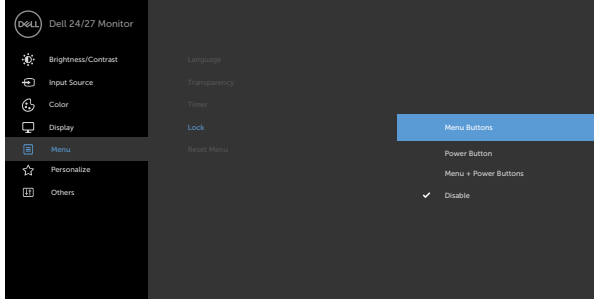 DELL
Dell 24/27 Monitor
Brightness/Contrast
Input Source
Color
Display
Menu
Personalize
Others
Language
Transparency
Timer
Lock
Reset Menu
Menu Buttons
Power Button
Menu + Power Buttons
Disable